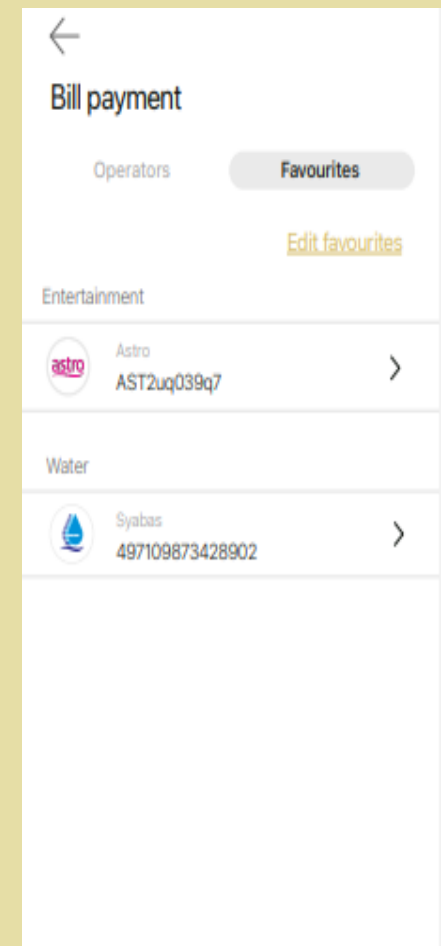 Bill payment
Operators Favourites
Edit favourites
Entertainment
astro
Astro
AST2uq039q7
Water
Syabas
497109873428902